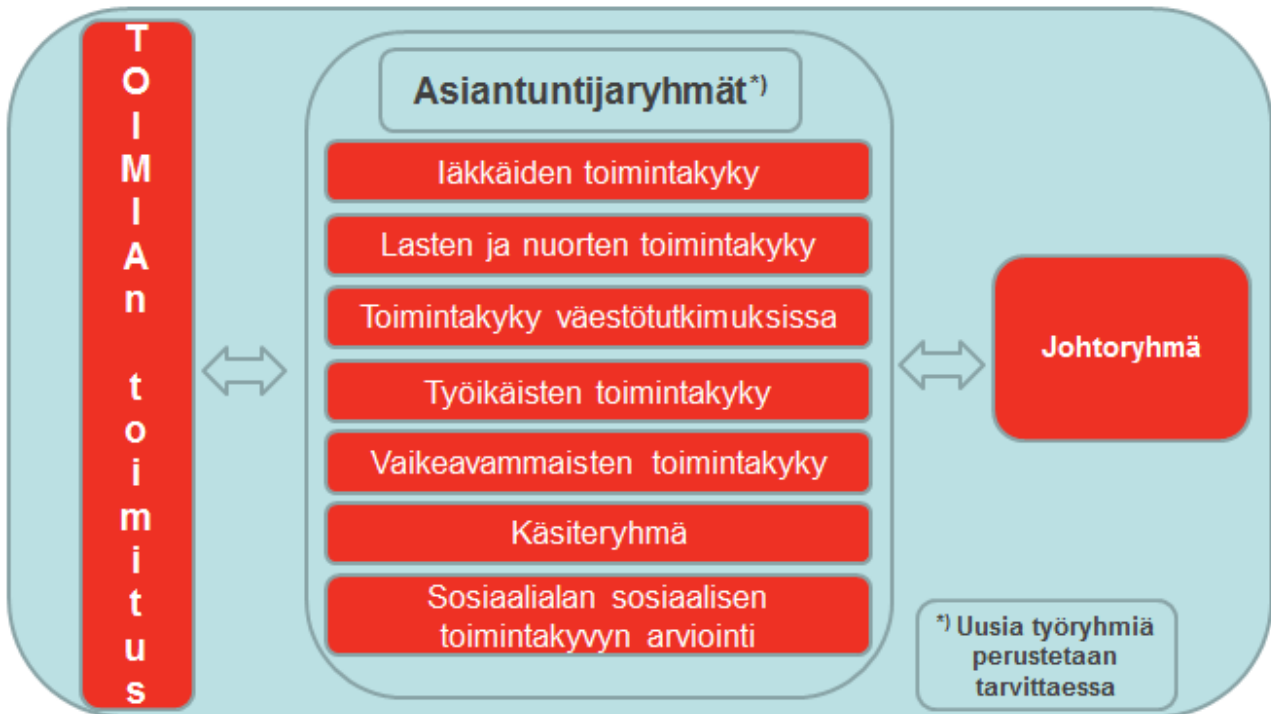 TOIMIAn toimitus
Asiantuntijaryhmät*)
Iäkkäiden toimintakyky
Lasten ja nuorten toimintakyky
Toimintakyky väestötutkimuksissa
Työikäisten toimintakyky
Vaikeavammaisten toimintakyky
Käsiteryhmä
Sosiaalialan sosiaalisen
toimintakyvyn arviointi
Johtoryhmä
*) Uusia työryhmiä
perustetaan
tarvittaessa